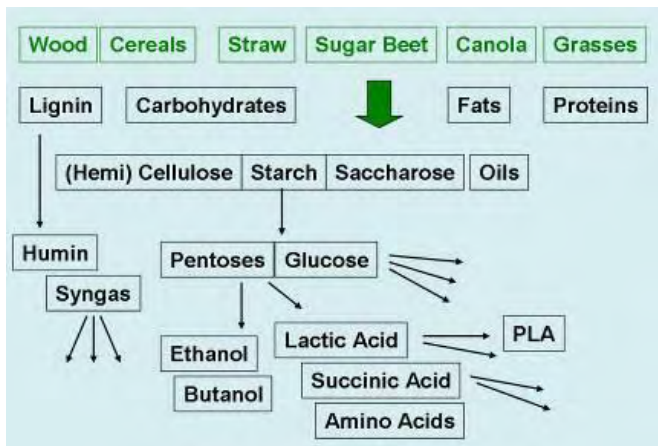 Wood Cereals Straw Sugar Beet Canola Grasses
Lignin Carbohydrates Fats Proteins
(Hemi) Cellulose Starch Saccharose Oils
Humin
Pentoses Glucose
Syngas
Lactic Acid PLA
Ethanol
Succinic Acid
Butanol
Amino Acids